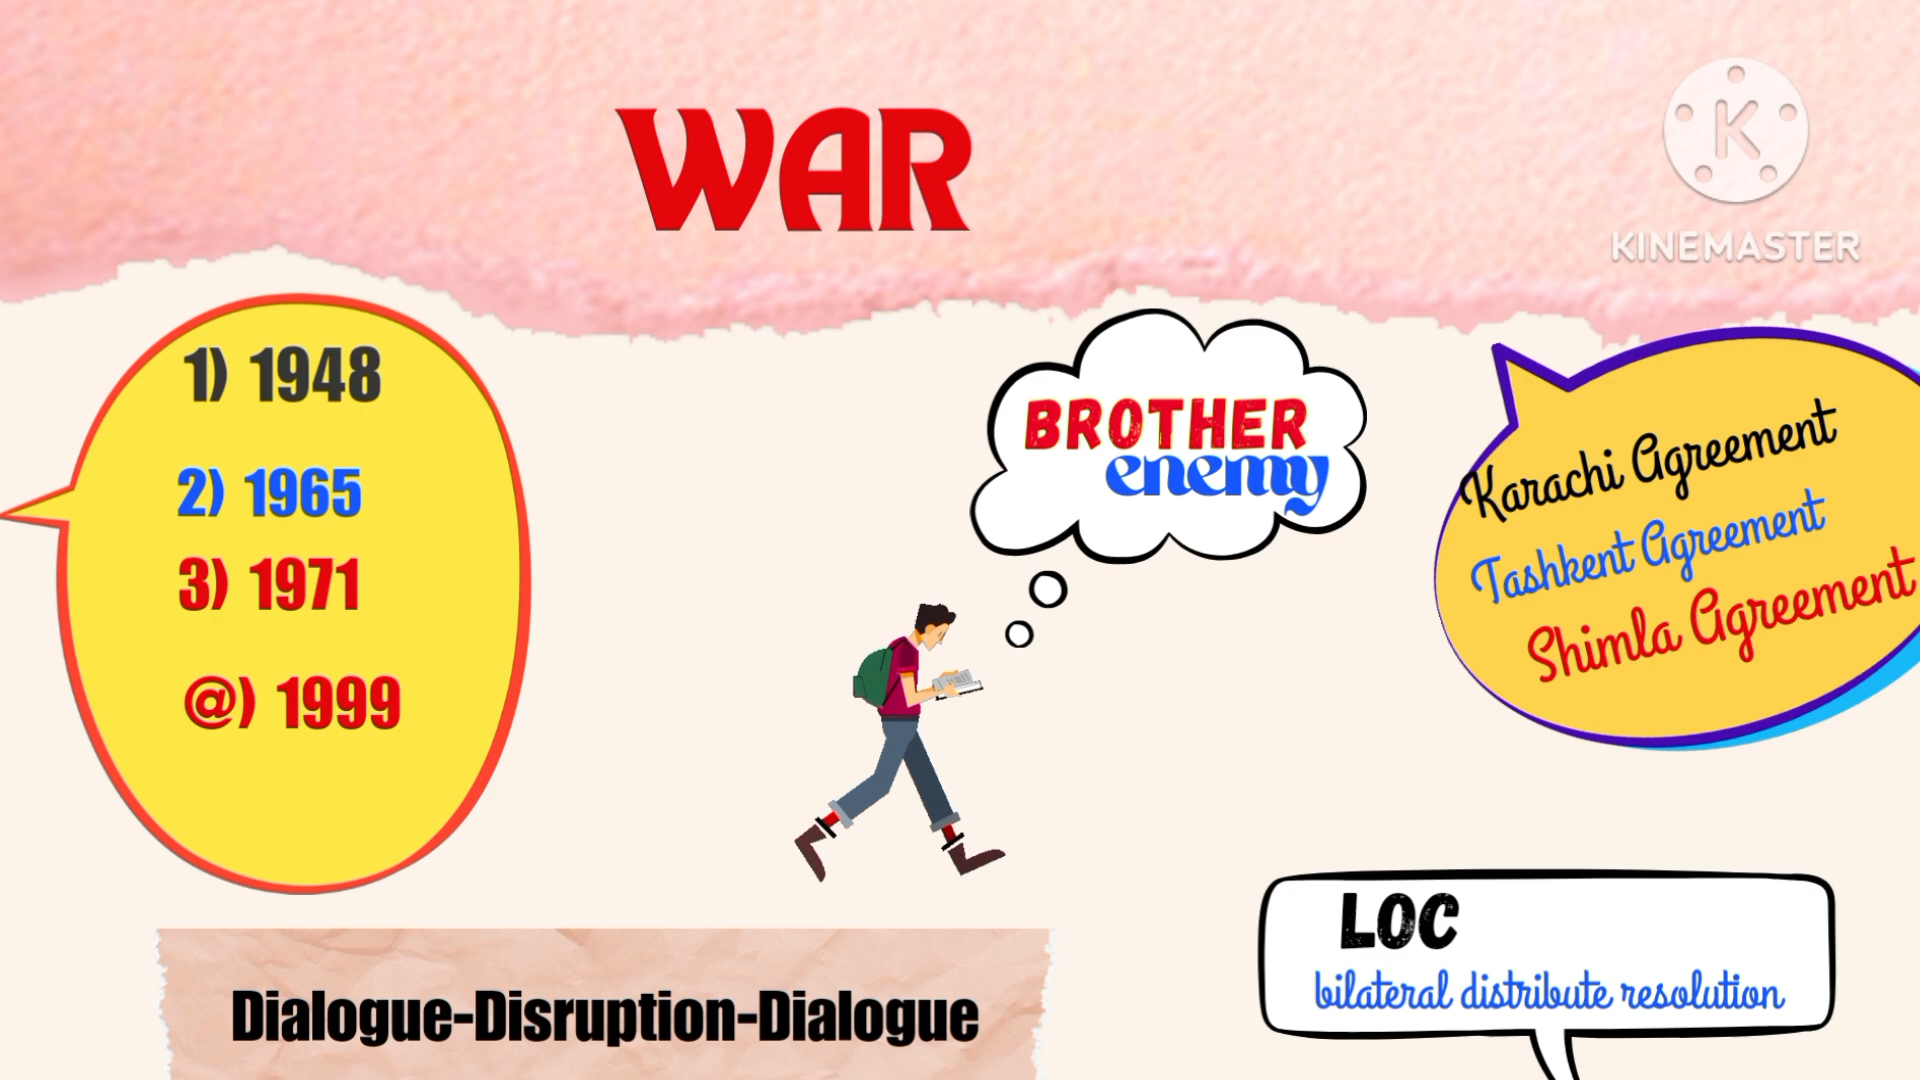 WAR
K
KINEMASTER
1) 1948
2) 1965
3) 1971
@) 1999
BROTHER
enemy
Karachi Agreement
Tashkent Agreement
Shimla Agreement
LOC
bilateral distribute resolution
Dialogue-Disruption-Dialogue